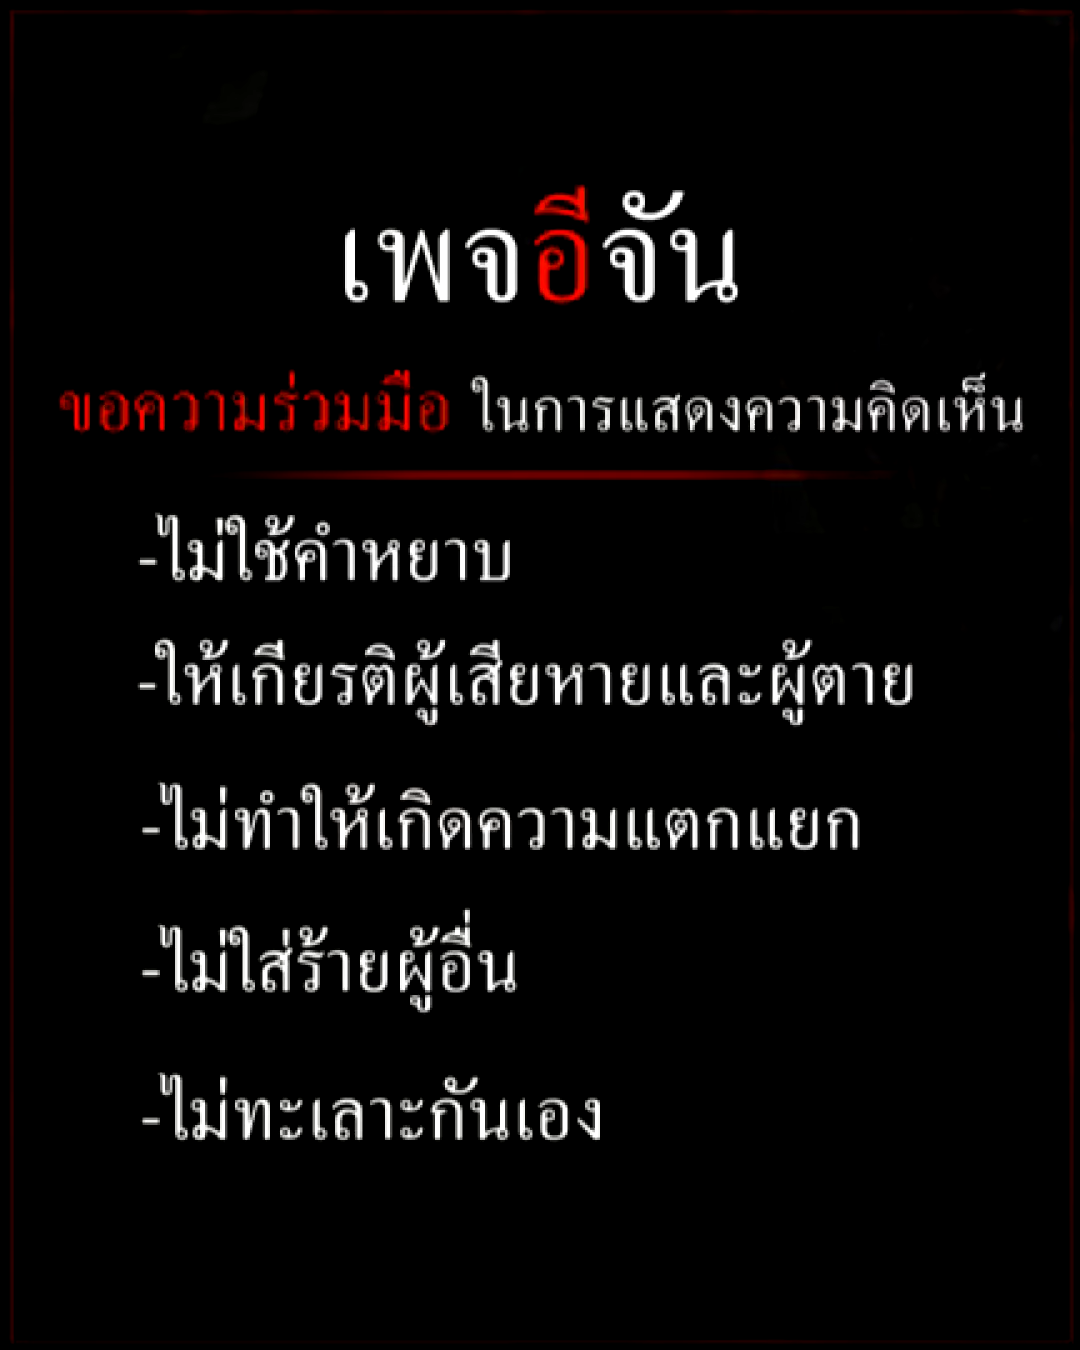 เพจอีจัน
ขอความร่วมมือ ในการแสดงความคิดเห็น
-ไม่ใช้คำหยาบ
-ให้เกียรติผู้เสียหายและผู้ตาย
-ไม่ทำให้เกิดความแตกแยก
-ไม่ใส่ร้ายผู้อื่น
-ไม่ทะเลาะกันเอง